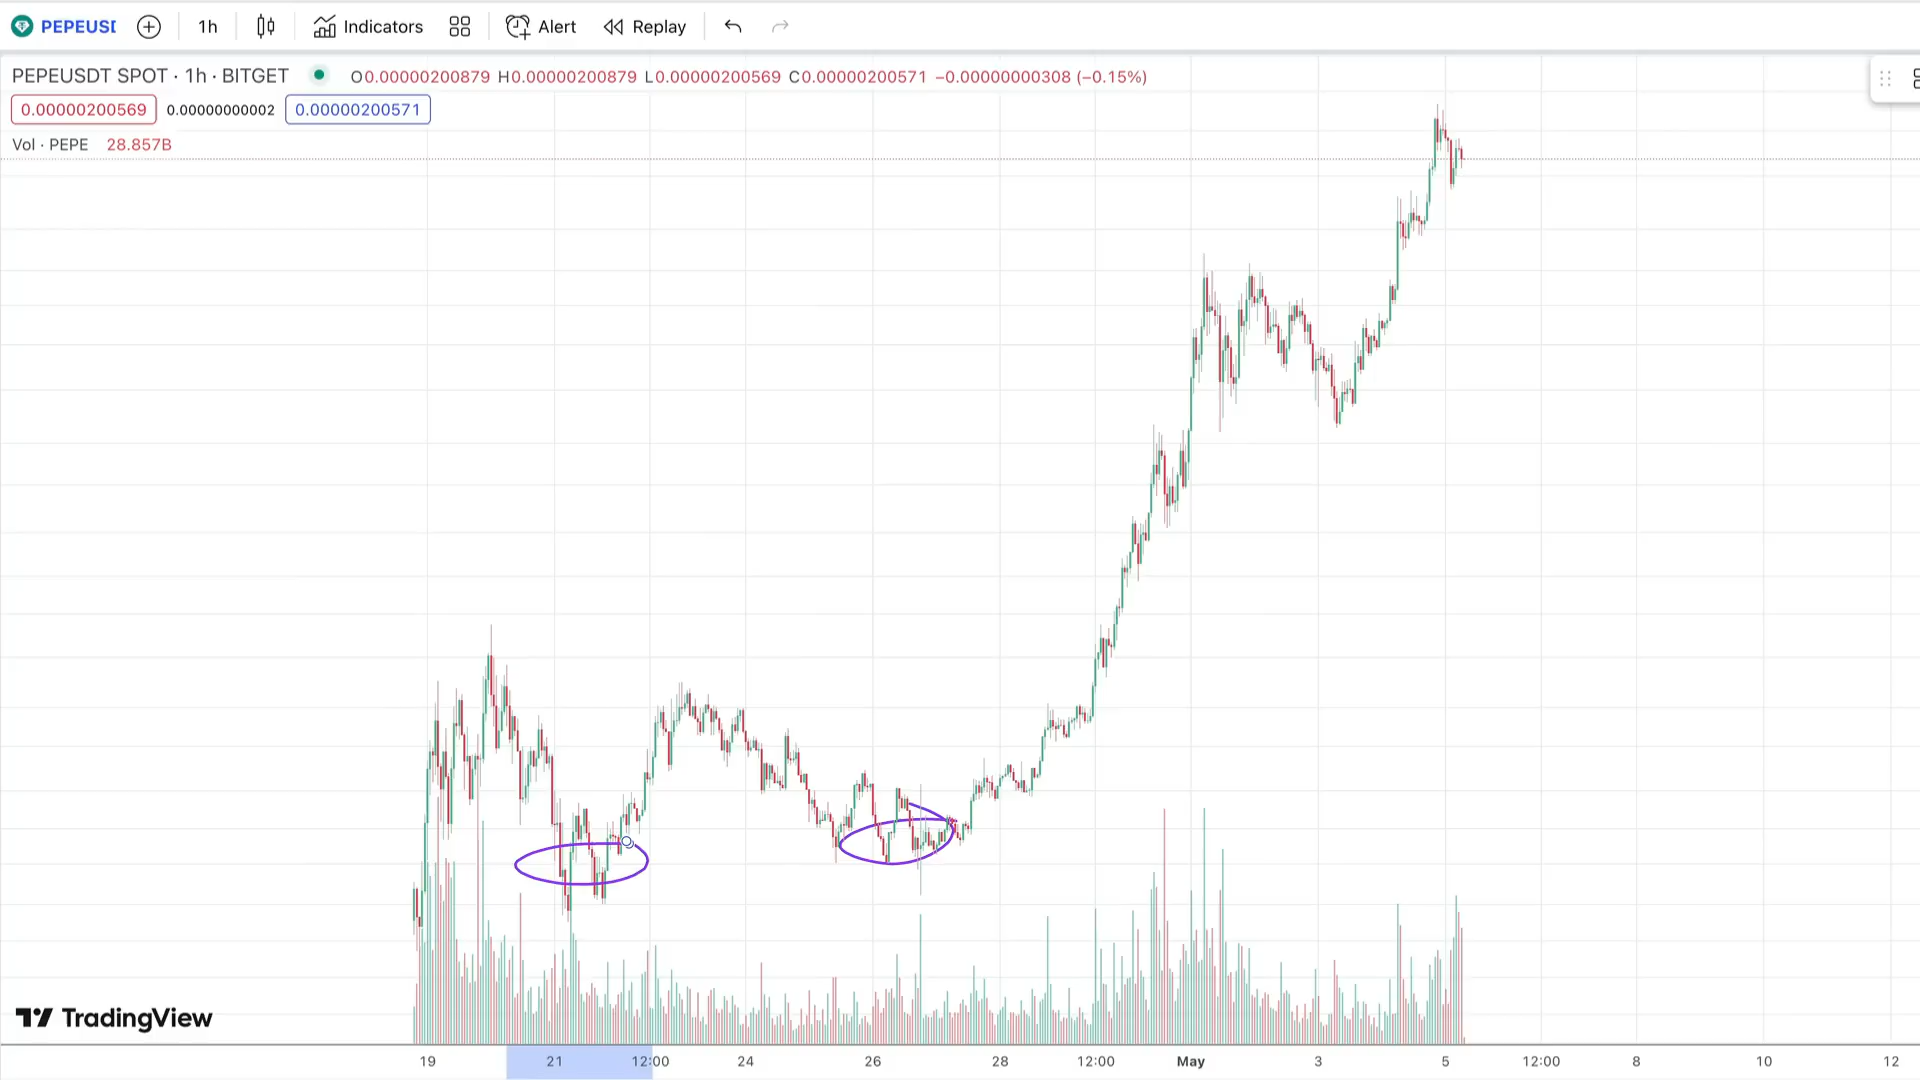 PEPEUSD 1h Indicators Alert Replay
PEPEUSDT SPOT · 1h · BITGET O0.00000200879 H0.00000200879 L0.00000200569 C0.00000200571 −0.00000000308 (−0.15%)
0.00000200569 0.00000000002 0.00000200571
Vol · PEPE 28.857B
TradingView
19 21 12:00 24 26 28 12:00 May 3 5 12:00 8 10 12